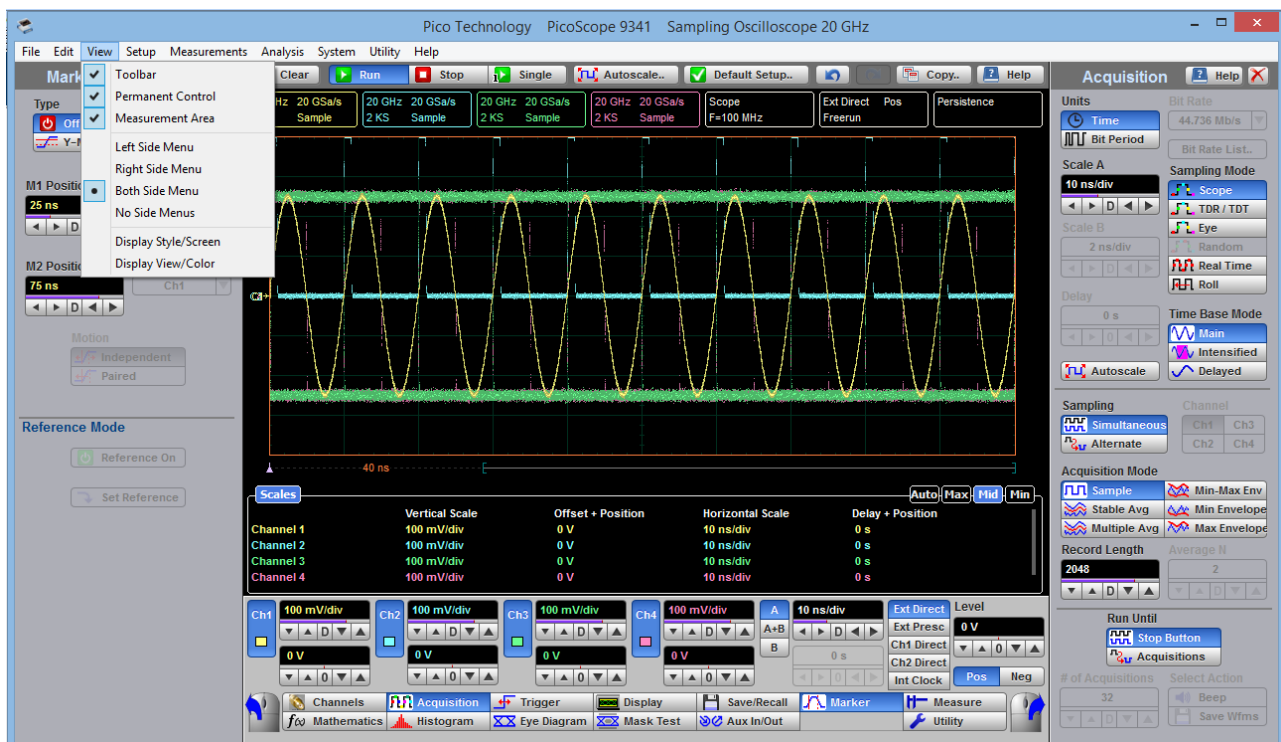 Pico Technology PicoScope 9341 Sampling Oscilloscope 20 GHz
File Edit View Setup Measurements Analysis System Utility Help
Mark
Clear Run Stop Single Autoscale.. Default Setup.. Copy.. Help
Acquisition Help
Toolbar
Permanent Control
Measurement Area
Left Side Menu
Right Side Menu
Both Side Menu
No Side Menus
Display Style/Screen
Display View/Color
Type
Off
Y-
M1 Positi
25 ns
D
M2 Positi
75 ns Ch1
D
Motion
Independent
Paired
Reference Mode
Reference On
Set Reference
Hz 20 GSa/s 20 GHz 20 GSa/s 20 GHz 20 GSa/s 20 GHz 20 GSa/s Scope Ext Direct Pos Persistence
Sample 2 KS Sample 2 KS Sample 2 KS Sample F=100 MHz Freerun
40 ns
Scales Auto Max Mid Min
Vertical Scale Offset + Position Horizontal Scale Delay + Position
Channel 1 100 mV/div 0 V 10 ns/div 0 s
Channel 2 100 mV/div 0 V 10 ns/div 0 s
Channel 3 100 mV/div 0 V 10 ns/div 0 s
Channel 4 100 mV/div 0 V 10 ns/div 0 s
Ch1 100 mV/div Ch2 100 mV/div Ch3 100 mV/div Ch4 100 mV/div A 10 ns/div Ext Direct Level
D D D D A+B D Ext Presc 0 V
0 V 0 V 0 V 0 V B 0 s Ch1 Direct 0
Ch2 Direct
0 0 0 0 0 Int Clock Pos Neg
Channels Acquisition Trigger Display Save/Recall Marker Measure
f∞ Mathematics Histogram Eye Diagram Mask Test Aux In/Out Utility
Units
Time
Bit Period
Scale A
10 ns/div
D
Scale B
2 ns/div
D
Delay
0 s
0
Autoscale
Bit Rate
44.736 Mb/s
Bit Rate List..
Sampling Mode
Scope
TDR / TDT
Eye
Random
Real Time
Roll
Time Base Mode
Main
Intensified
Delayed
Sampling Channel
Simultaneous Ch1 Ch3
Alternate Ch2 Ch4
Acquisition Mode
Sample Min-Max Env
Stable Avg Min Envelope
Multiple Avg Max Envelope
Record Length Average N
2048 2
D D
Run Until
Stop Button
Acquisitions
# of Acquisitions Select Action
32 Beep
D Save Wfms